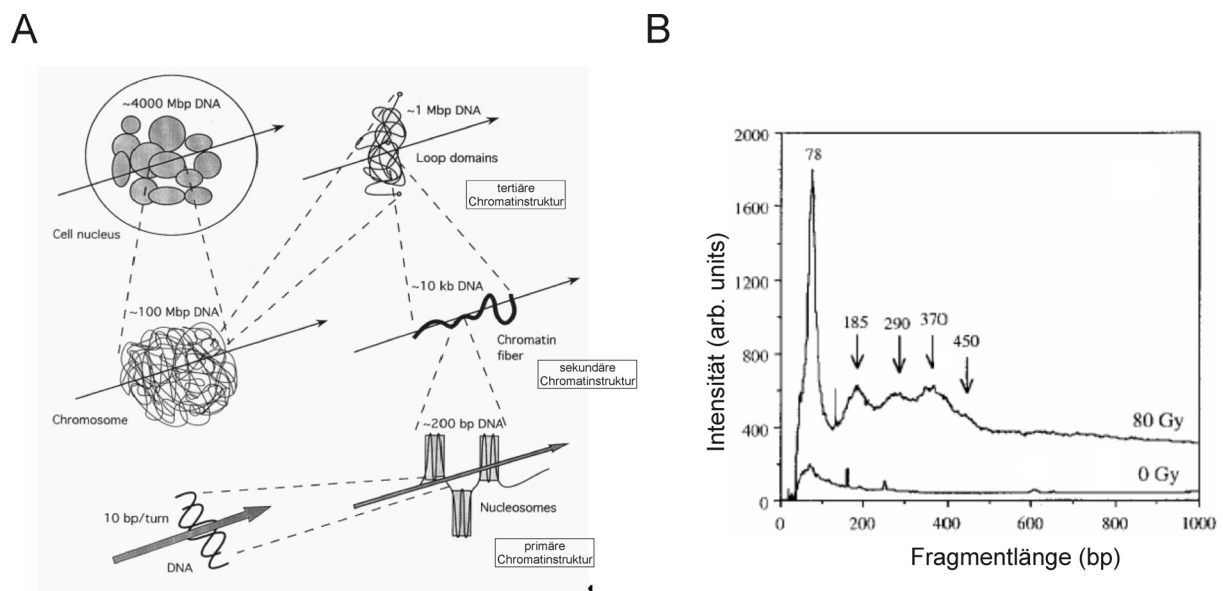 A
~4000 Mbp DNA
Cell nucleus
~1 Mbp DNA
Loop domains
tertiäre
Chromatinstruktur
~100 Mbp DNA
Chromosome
~10 kb DNA
Chromatin
fiber
sekundäre
Chromatinstruktur
~200 bp DNA
Nucleosomes
10 bp/turn
DNA
primäre
Chromatinstruktur
B
Intensität (arb. units)
2000
1600
1200
800
400
0
78
185
290
370
450
80 Gy
0 Gy
0 200 400 600 800 1000
Fragmentlänge (bp)